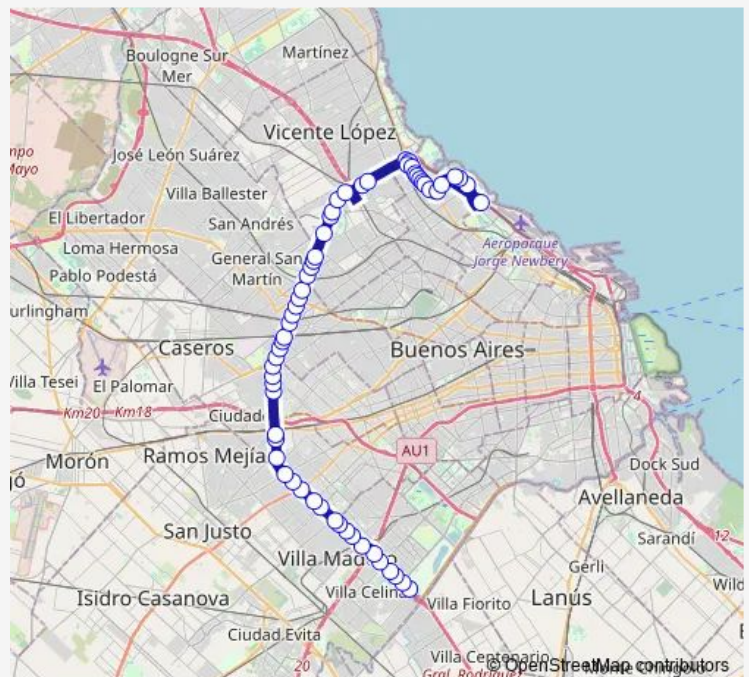 Boulogne Sur
Mer
Martínez
Vicente López
José León Suárez
Villa Ballester
El Libertador
San Andrés
Loma Hermosa
General San
Martín
Pablo Podestá
Aeroparque
Jorge Newbery
Caseros
Buenos Aires
Villa Tesei
El Palomar
Km20
Km18
Ciudad
4
Morón
Ramos Mejía
AU1
Dock Sud
Avellaneda
San Justo
12
Sarandí
Villa
Gerli
Isidro Casanova
Villa Celina
Villa Fiorito
Lanús
Ciudad Evita
20
Villa Centenario
Gral. Rodríguez
© OpenStreetMap contributors